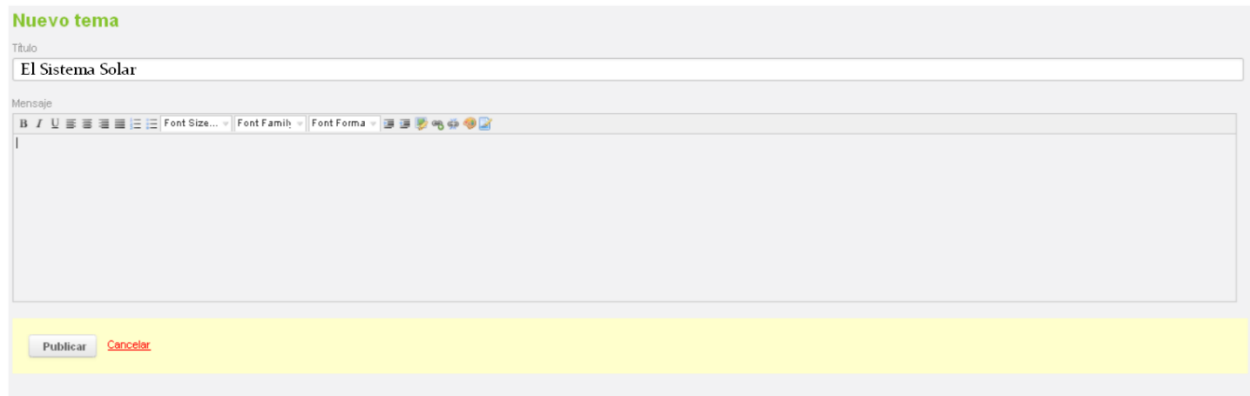 Nuevo tema
Título
El Sistema Solar
Mensaje
B I U Font Size... Font Family Font Forma
Publicar Cancelar